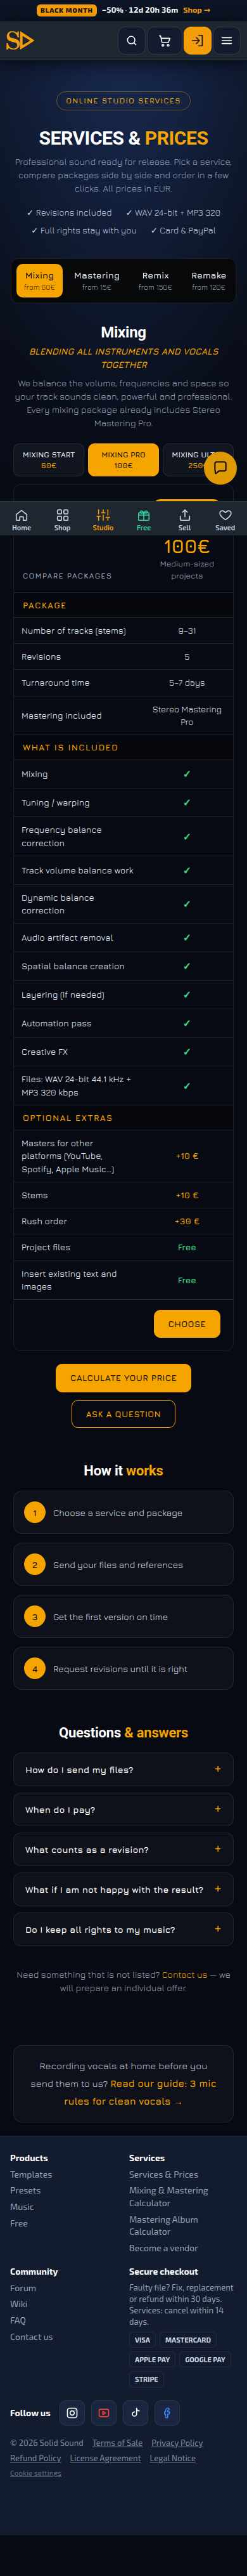 BLACK MONTH −50% · 12d 20h 36m Shop →
ONLINE STUDIO SERVICES
SERVICES & PRICES
Professional sound ready for release. Pick a service,
compare packages side by side and order in a few
clicks. All prices in EUR.
✓ Revisions included ✓ WAV 24-bit + MP3 320
✓ Full rights stay with you ✓ Card & PayPal
Mixing Mastering Remix Remake
from 60€ from 15€ from 150€ from 120€
Mixing
BLENDING ALL INSTRUMENTS AND VOCALS
TOGETHER
We balance the volume, frequencies and space so
your track sounds clean, powerful and professional.
Every mixing package already includes Stereo
Mastering Pro.
MIXING START MIXING PRO MIXING
60€ 100€
Home Shop Studio Free Sell Saved
100€
Medium-sized
projects
COMPARE PACKAGES
PACKAGE
Number of tracks (stems) 9–31
Revisions 5
Turnaround time 5–7 days
Mastering included Stereo Mastering
Pro
WHAT IS INCLUDED
Mixing ✓
Tuning / warping ✓
Frequency balance
correction ✓
Track volume balance work ✓
Dynamic balance
correction ✓
Audio artifact removal ✓
Spatial balance creation ✓
Layering (if needed) ✓
Automation pass ✓
Creative FX ✓
Files: WAV 24-bit 44.1 kHz +
MP3 320 kbps ✓
OPTIONAL EXTRAS
Masters for other
platforms (YouTube,
Spotify, Apple Music...) +10 €
Stems +10 €
Rush order +30 €
Project files Free
Insert existing text and
images Free
CHOOSE
CALCULATE YOUR PRICE
ASK A QUESTION
How it works
1 Choose a service and package
2 Send your files and references
3 Get the first version on time
4 Request revisions until it is right
Questions & answers
How do I send my files? +
When do I pay? +
What counts as a revision? +
What if I am not happy with the result? +
Do I keep all rights to my music? +
Need something that is not listed? Contact us — we
will prepare an individual offer.
Recording vocals at home before you
send them to us? Read our guide: 3 mic
rules for clean vocals →
Products
Templates
Presets
Music
Free
Services
Services & Prices
Mixing & Mastering
Calculator
Mastering Album
Calculator
Become a vendor
Community
Forum
Wiki
FAQ
Contact us
Secure checkout
Faulty file? Fix, replacement
or refund within 30 days.
Services: cancel within 14
days.
VISA MASTERCARD
APPLE PAY GOOGLE PAY
STRIPE
Follow us
© 2026 Solid Sound Terms of Sale Privacy Policy
Refund Policy License Agreement Legal Notice
Cookie settings